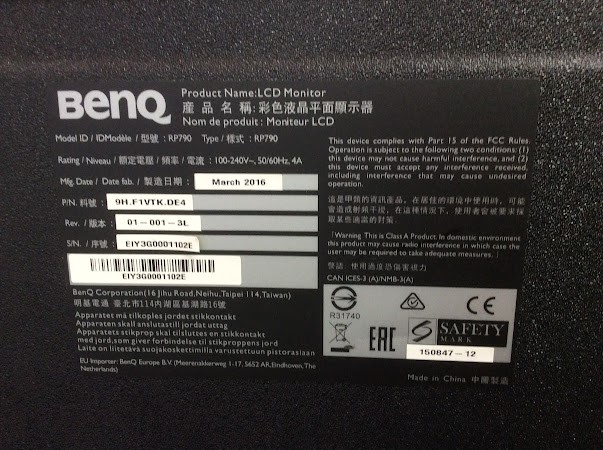 BenQ
Product Name:LCD Monitor
產 品 名 稱:彩色液晶平面顯示器
Nom de produit : Moniteur LCD
Model ID / IDModèle / 型號 : RP790 Type / 樣式 : RP790
Rating / Niveau / 額定電壓 / 頻率 / 電流 : 100-240V~, 50/60Hz, 4A
Mfg. Date / Date fab. / 製造日期 : March 2016
P/N. 料號 : 9H.F1VTK.DE4
Rev. / 版本 : 01-001-3L
S/N. / 序號 : EIY3G0001102E
EIY3G0001102E
BenQ Corporation(16 Jihu Road,Neihu,Taipei 114,Taiwan)
明基電通 臺北市114內湖區基湖路16號
Apparatet må tilkoples jordet stikkontakt
Apparaten skall anslutas till jordat uttag
Apparatets stikprop skal tilsluttes en stikkontakt
med jord,som giver forbindelse til stikproppens jord
Laite on liitettävä suojakoskettimilla varustettuun pistorasiaan
EU Importer: BenQ Europe B.V. (Meerenakkerweg 1-17, 5652 AR,Eindhoven,The
Netherlands)
This device complies with Part 15 of the FCC Rules.
Operation is subject to the following two conditions: (1)
this device may not cause harmful interference, and (2)
this device must accept any interference received,
including interference that may cause undesired
operation.
這是甲類的資訊產品，在居住的環境中使用時，可能
會造成射頻干擾，在這種情況下，使用者會被要求採
取某些適當的對策.
「Warning This is Class A Product. In domestic environment
this product may cause radio interference in which case the
user may be required to take adequate measures.」
警語 : 使用過度恐傷害視力
CAN ICES-3 (A)/NMB-3(A)
R31740
CE
EAC
S SAFETY
MARK
150847-12
Made in China 中國製造